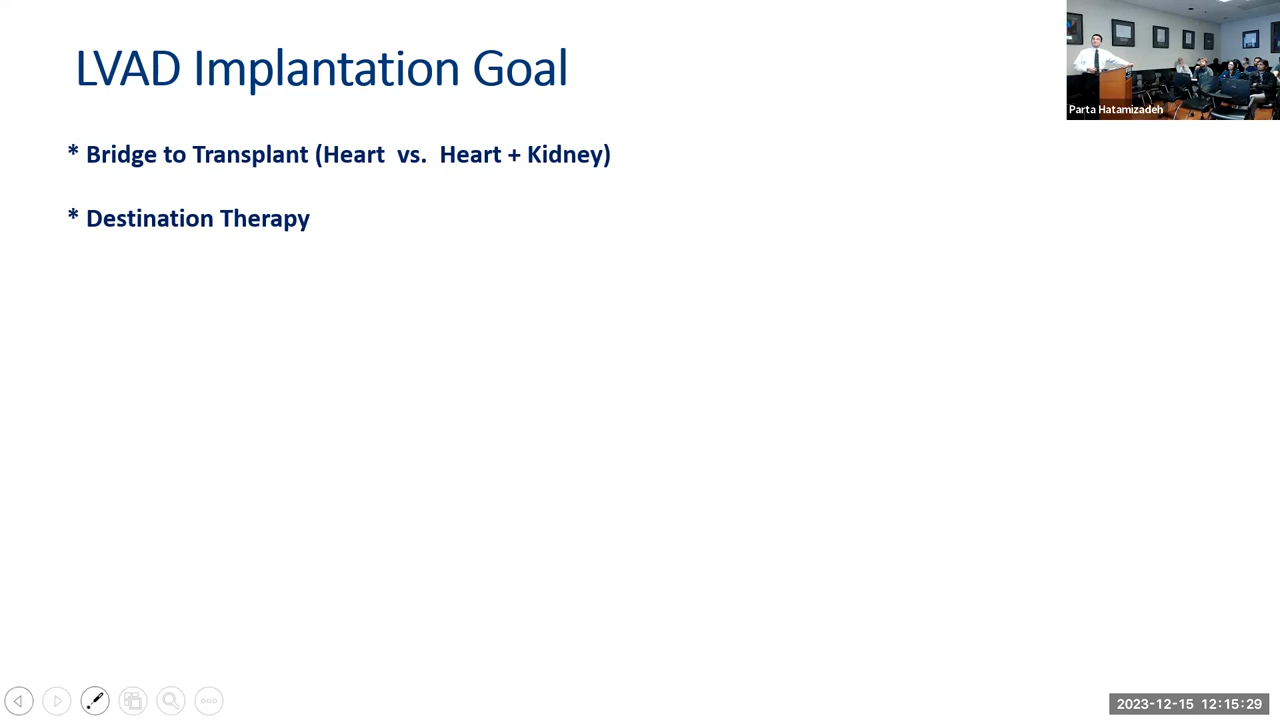 LVAD Implantation Goal
Parta Hatamizadeh
* Bridge to Transplant (Heart vs. Heart + Kidney)
* Destination Therapy
2023-12-15 12:15:29